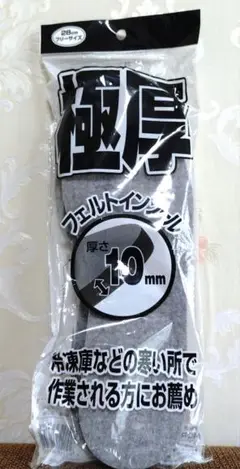 28cm
フリーサイズ
極厚
フェルトインソール
厚さ
10mm
冷凍庫などの寒い所で
作業される方にお薦め